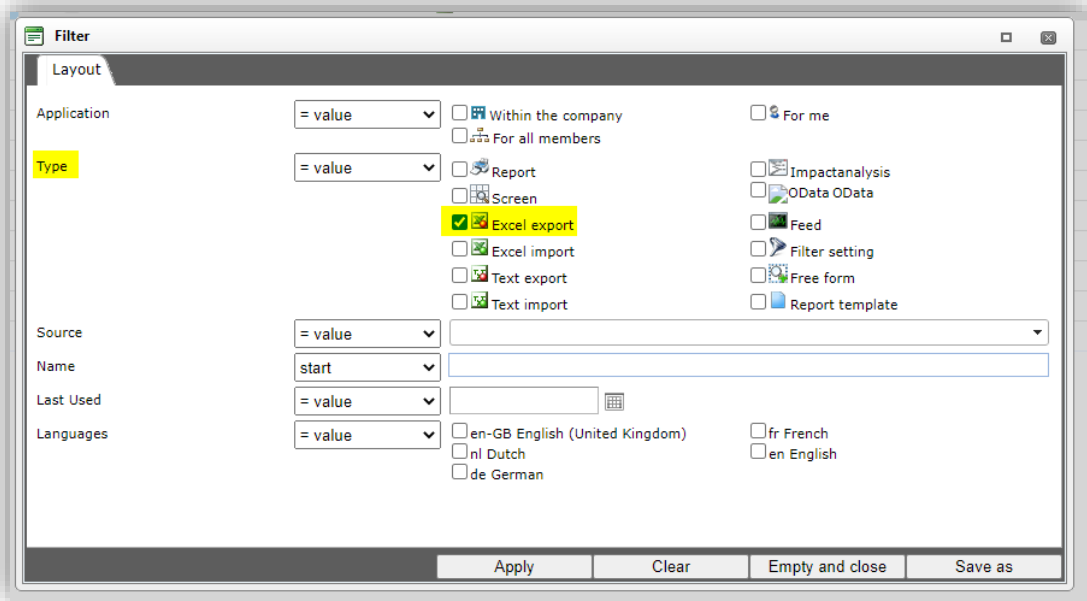 Filter
Layout
Application = value Within the company For me
For all members
Type = value Report Impactanalysis
Screen OData OData
Excel export Feed
Excel import Filter setting
Text export Free form
Text import Report template
Source = value
Name start
Last Used = value
Languages = value en-GB English (United Kingdom) fr French
nl Dutch en English
de German
Apply Clear Empty and close Save as